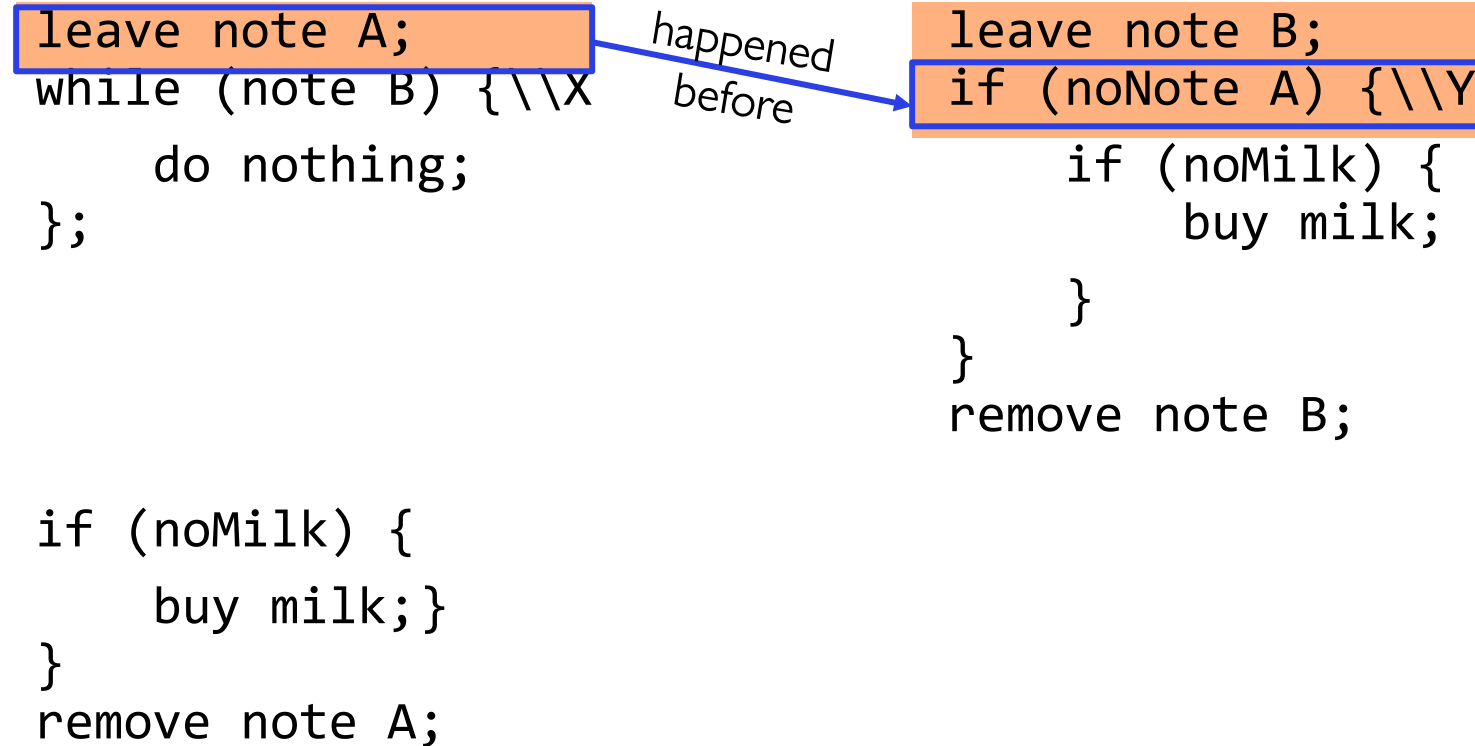 leave note A;
while (note B) {\\X
do nothing;
};
if (noMilk) {
buy milk;}
}
remove note A;
happened
before
leave note B;
if (noNote A) {\\Y
if (noMilk) {
buy milk;
}
}
remove note B;